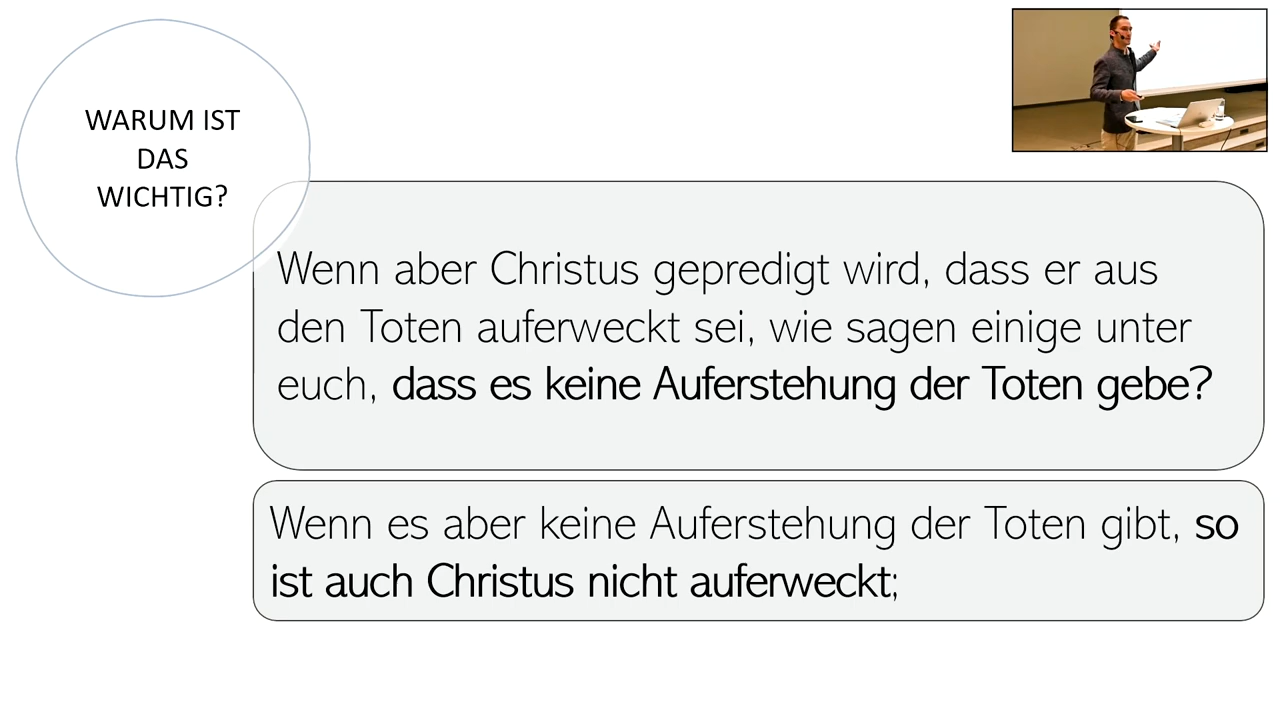 WARUM IST
DAS
WICHTIG?
Wenn aber Christus gepredigt wird, dass er aus
den Toten auferweckt sei, wie sagen einige unter
euch, dass es keine Auferstehung der Toten gebe?
Wenn es aber keine Auferstehung der Toten gibt, so
ist auch Christus nicht auferweckt;